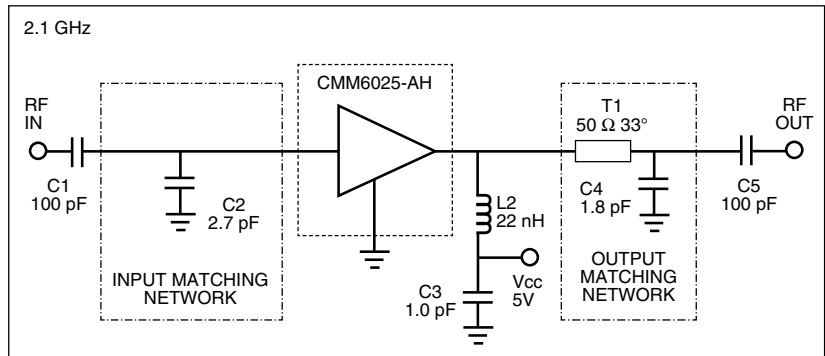 2.1 GHz
CMM6025-AH
RF
IN
C1
100 pF
C2
2.7 pF
INPUT MATCHING
NETWORK
L2
22 nH
Vcc
5V
C3
1.0 pF
T1
50 Ω 33°
C4
1.8 pF
OUTPUT
MATCHING
NETWORK
C5
100 pF
RF
OUT